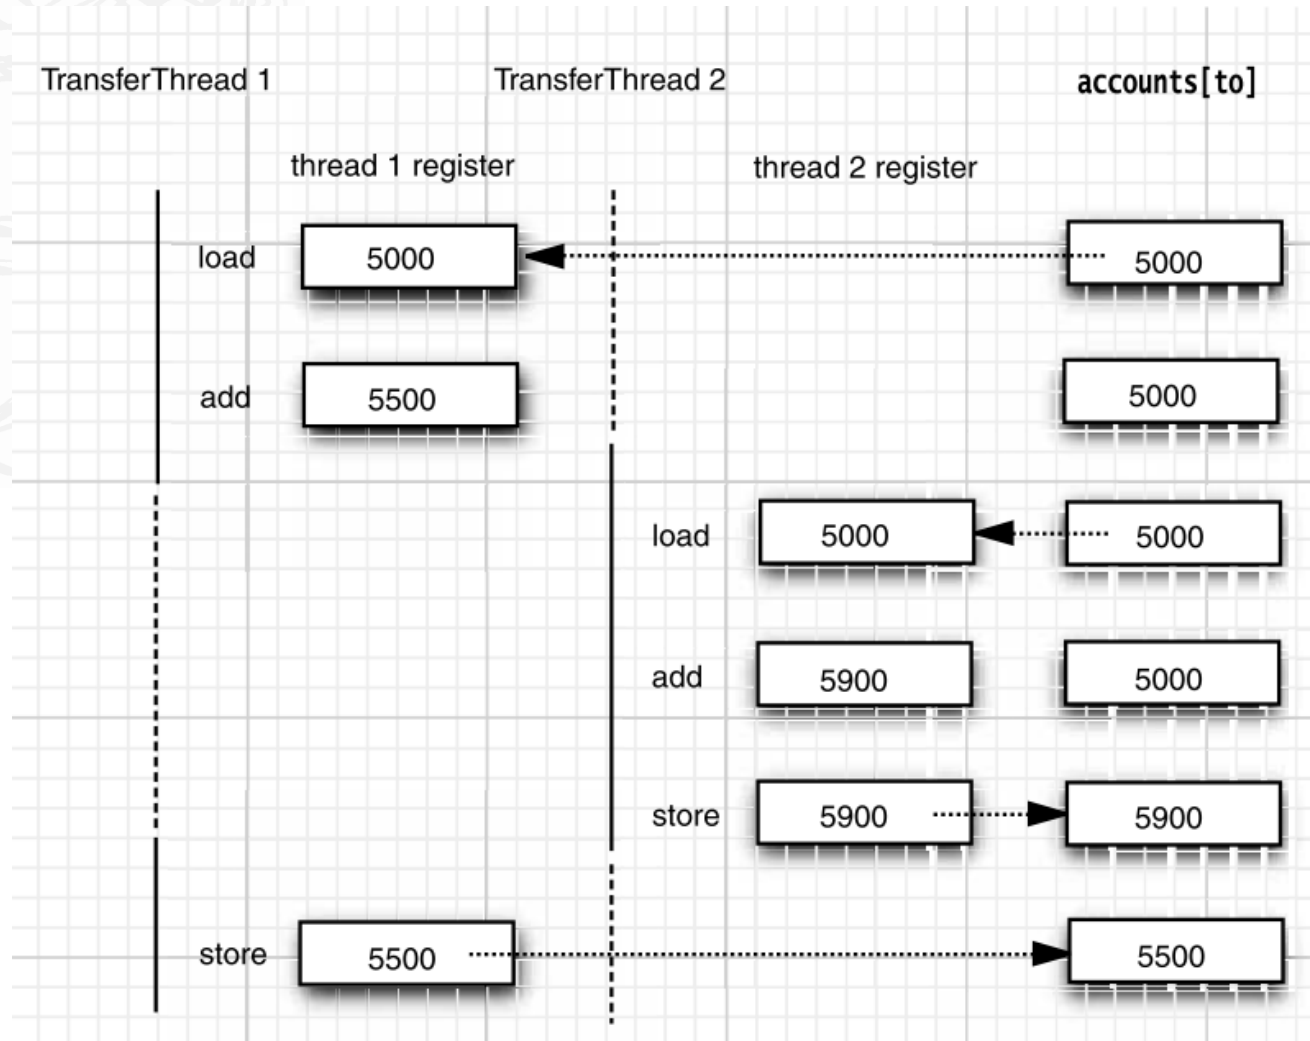 TransferThread 1 TransferThread 2 accounts[to]
thread 1 register thread 2 register
load 5000 5000
add 5500 5000
load 5000 5000
add 5900 5000
store 5900 5900
store 5500 5500